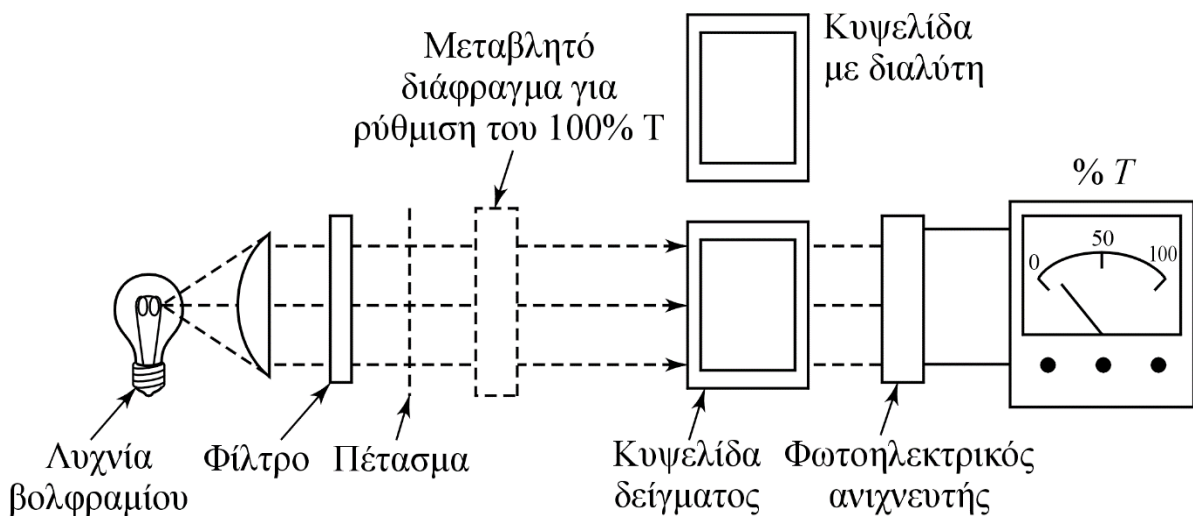 Μεταβλητό
διάφραγμα για
ρύθμιση του 100% T
Κυψελίδα
με διαλύτη
% T
0
50
100
Λυχνία
βολφραμίου
Φίλτρο
Πέτασμα
Κυψελίδα
δείγματος
Φωτοηλεκτρικός
ανιχνευτής